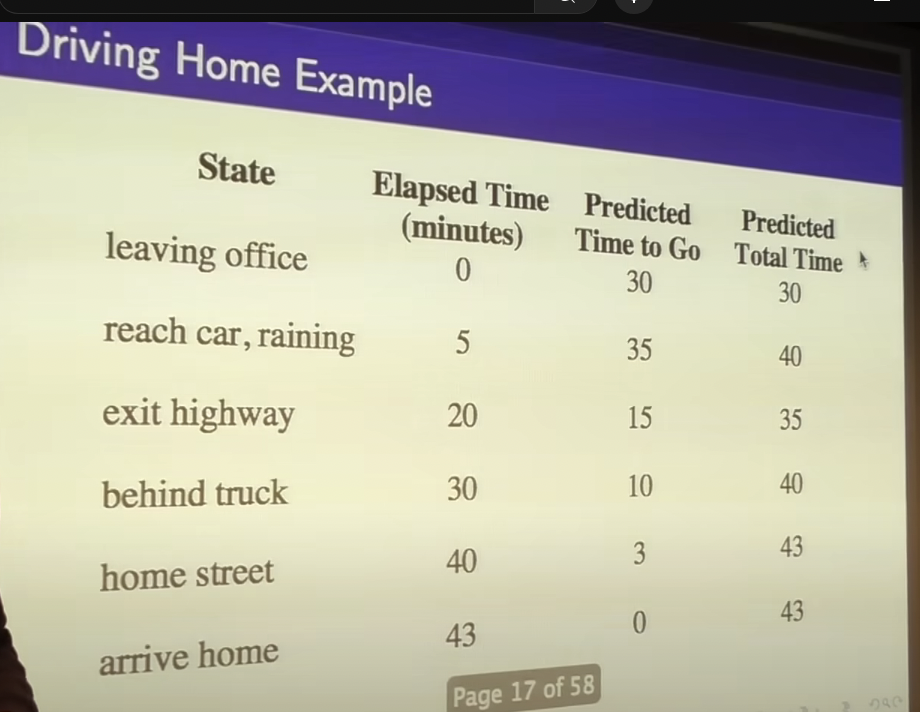 Driving Home Example
State Elapsed Time Predicted Predicted
(minutes) Time to Go Total Time
leaving office 0 30 30
reach car, raining 5 35 40
exit highway 20 15 35
behind truck 30 10 40
home street 40 3 43
arrive home 43 0 43
Page 17 of 58